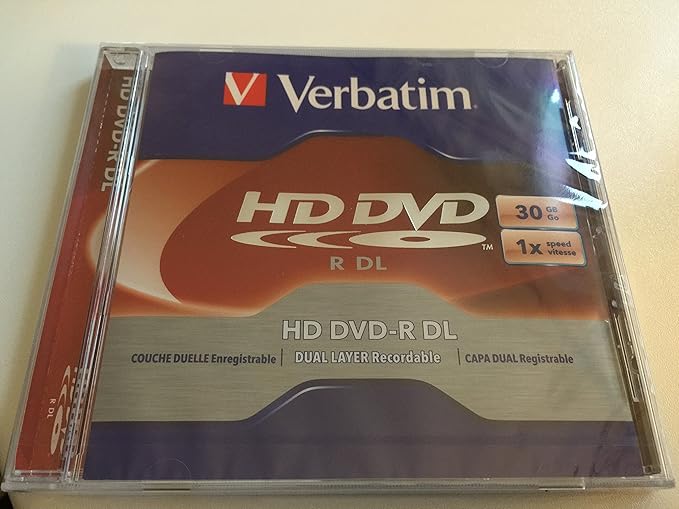 HD DVD-R DL
R DL
V Verbatim
HD DVD
R DL
30 GB Go
1x speed vitesse
HD DVD-R DL
COUCHE DUELLE Enregistrable | DUAL LAYER Recordable | CAPA DUAL Registrable